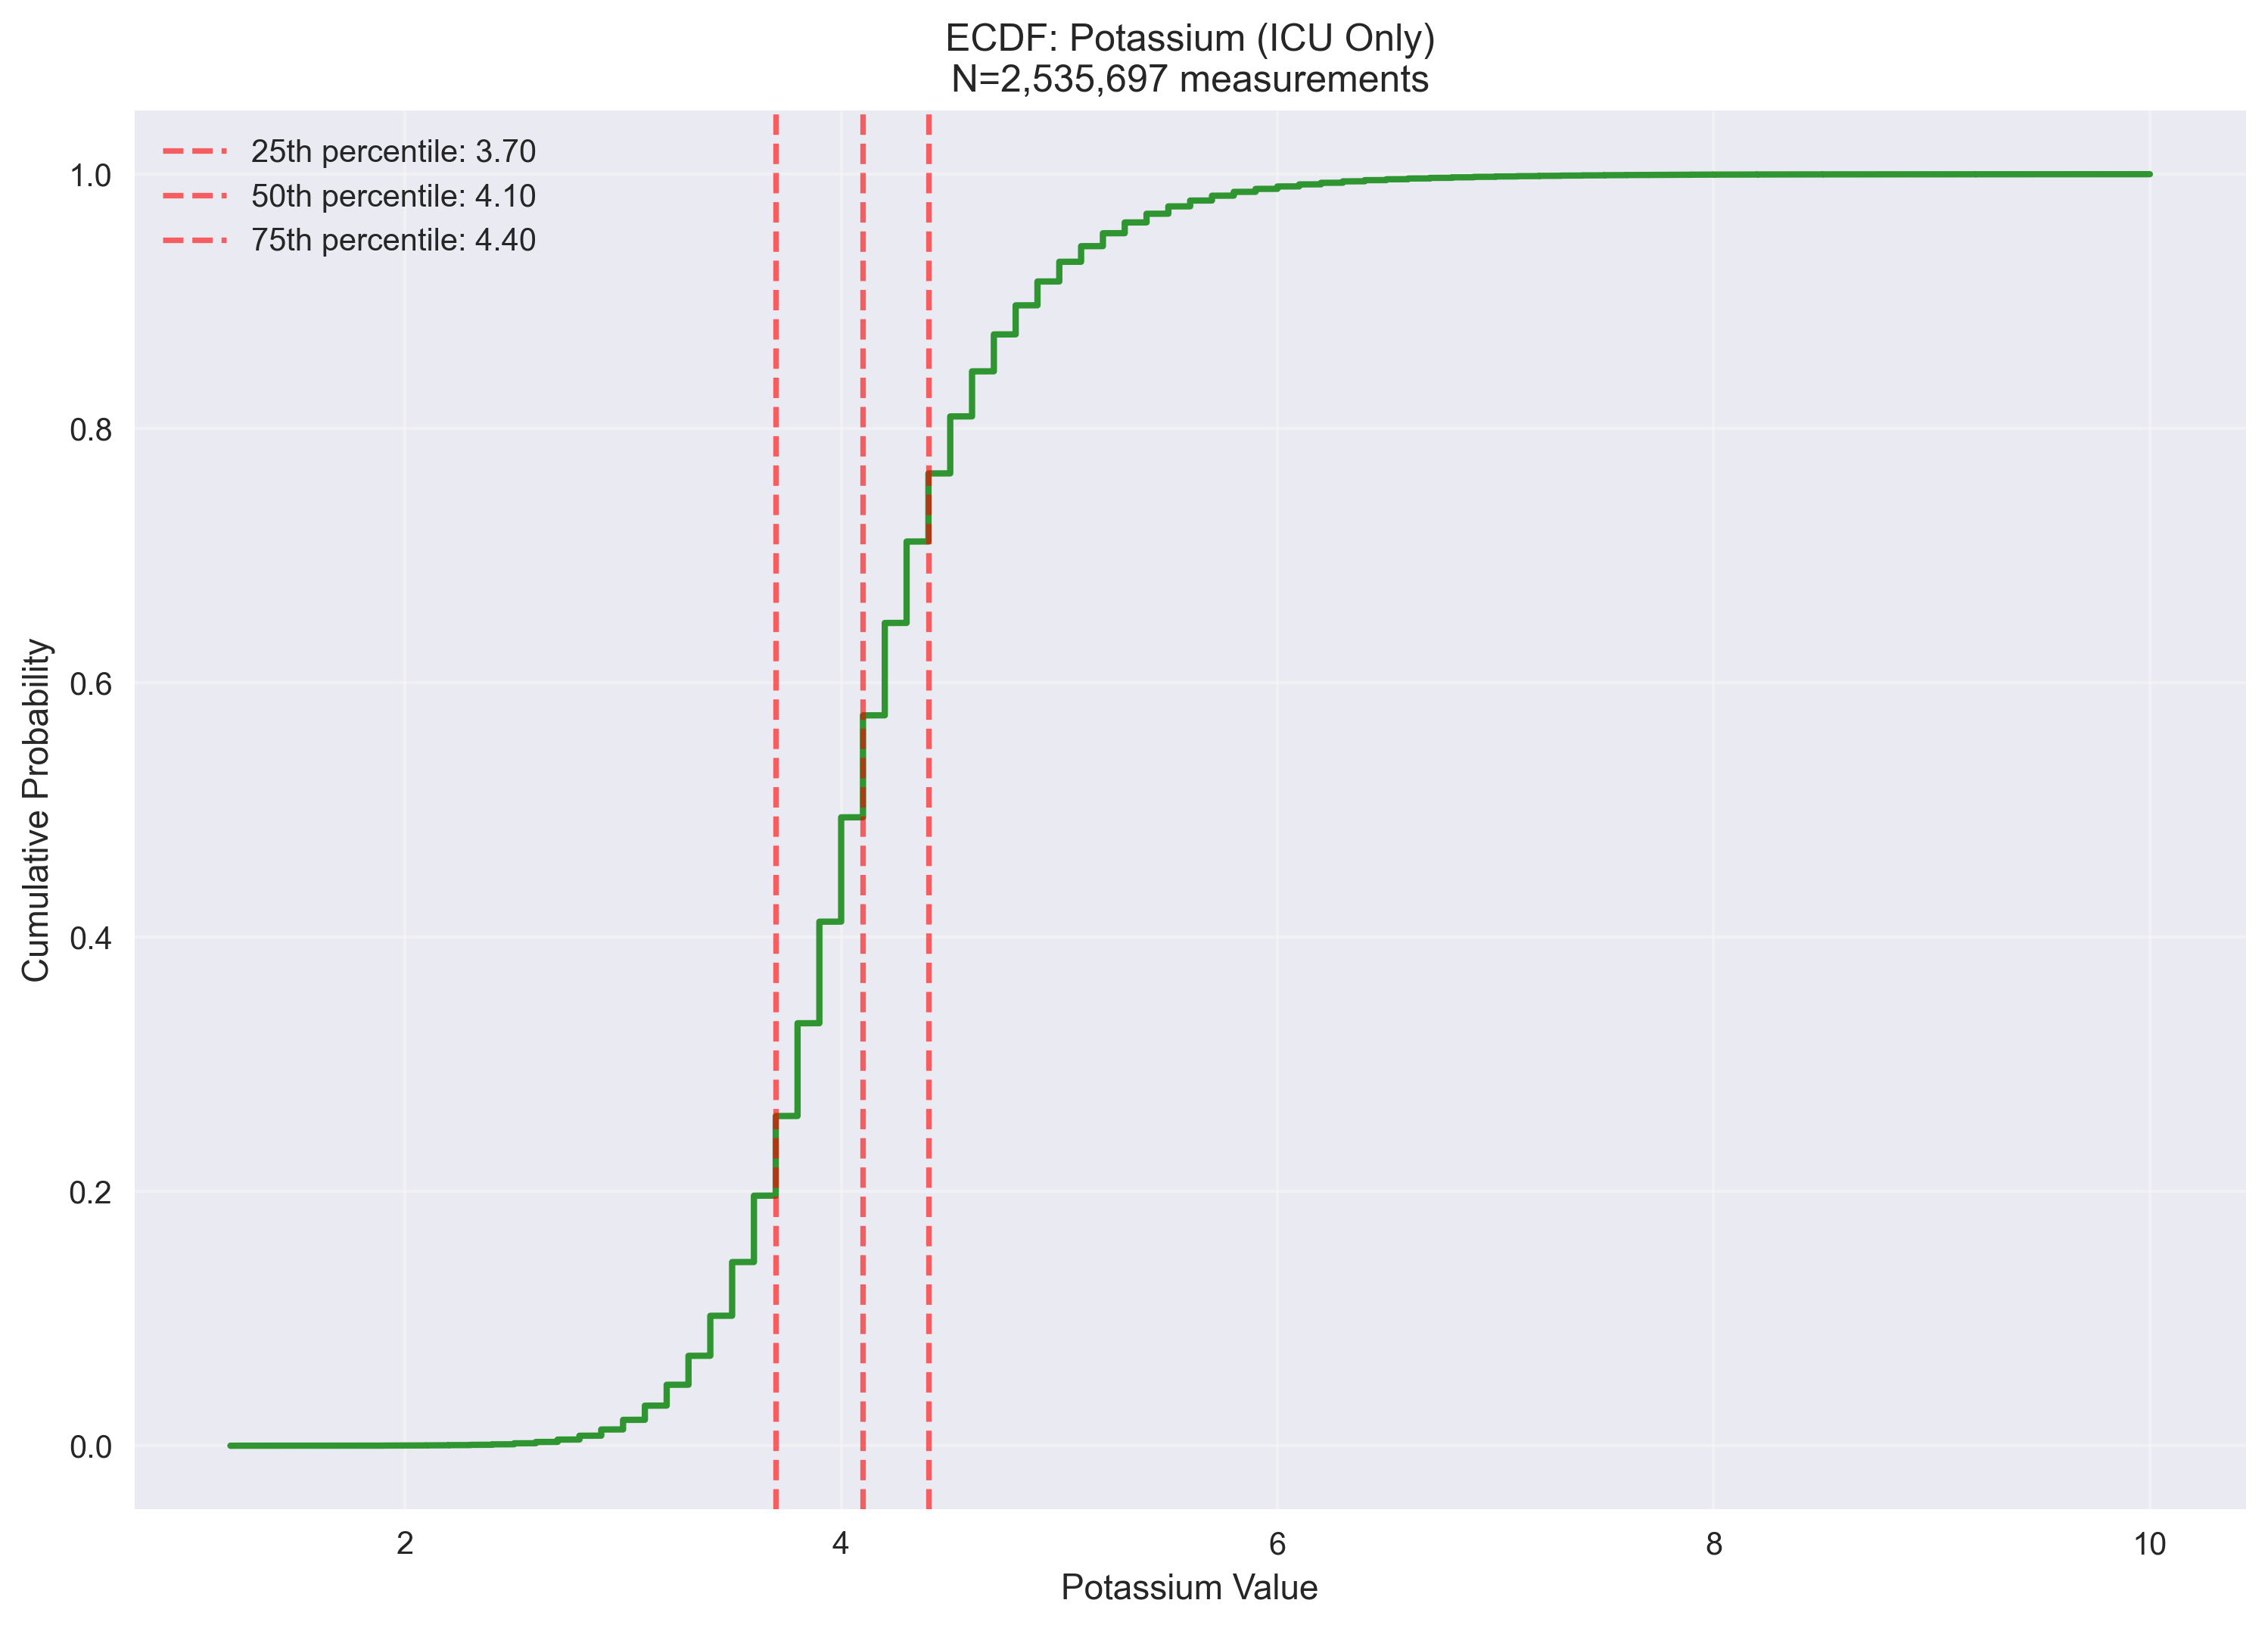 ECDF: Potassium (ICU Only)
N=2,535,697 measurements
25th percentile: 3.70
50th percentile: 4.10
75th percentile: 4.40
Cumulative Probability
1.0
0.8
0.6
0.4
0.2
0.0
2
4
6
8
10
Potassium Value